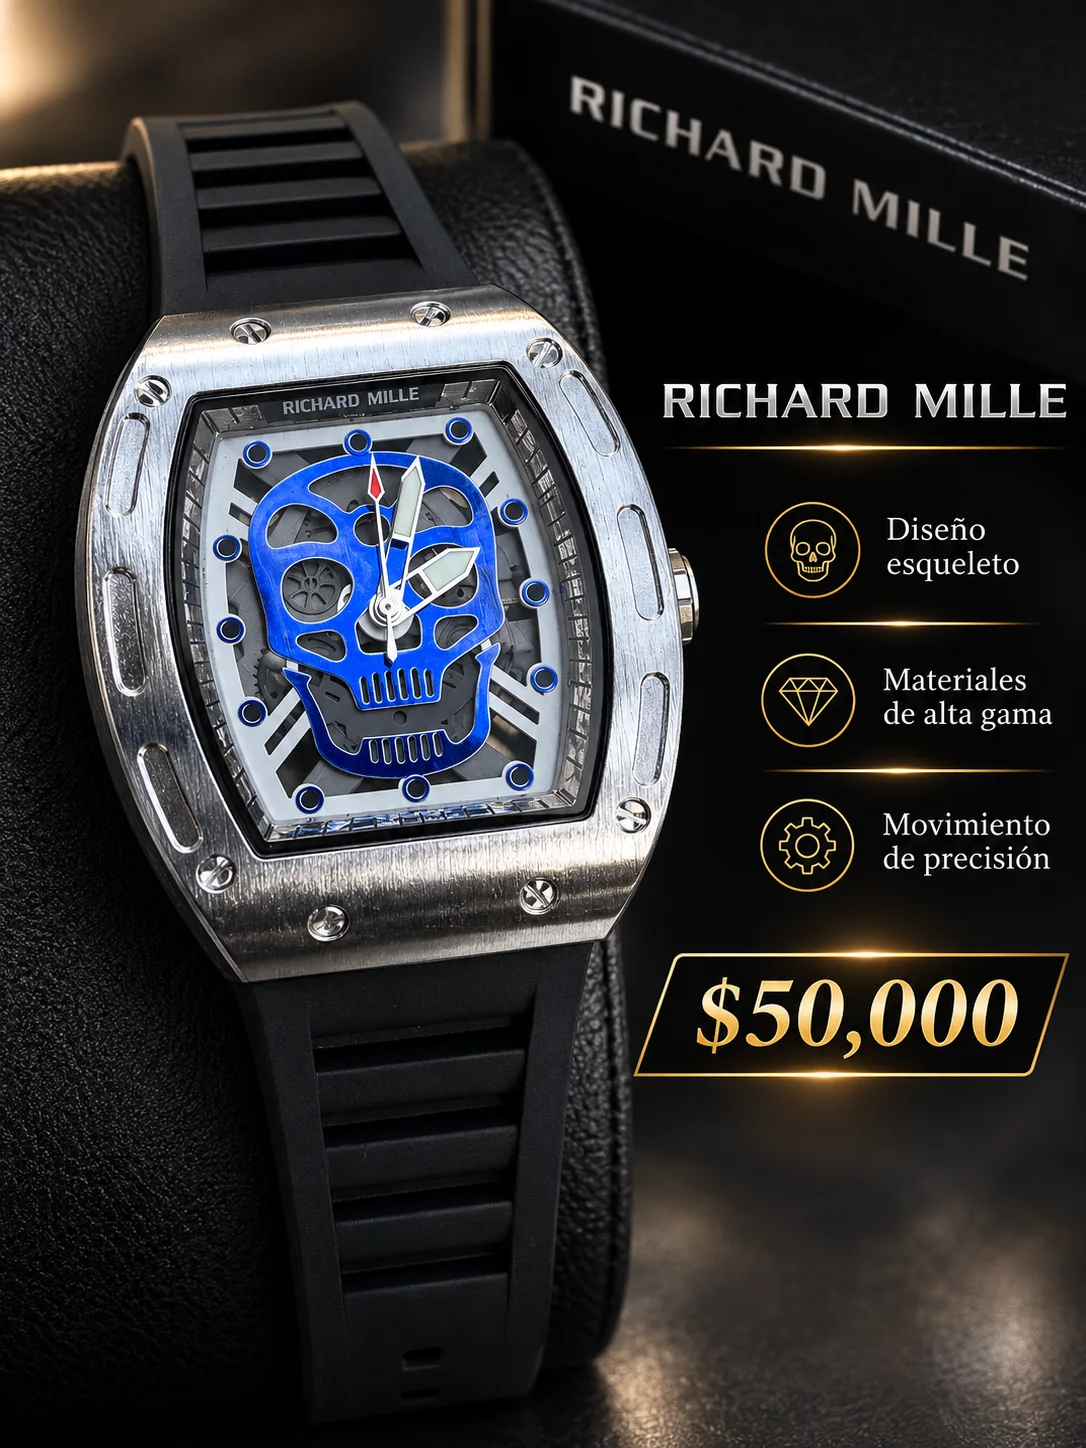 RICHARD MILLE
RICHARD MILLE
RICHARD MILLE
Diseño
esqueleto
Materiales
de alta gama
Movimiento
de precisión
$50,000